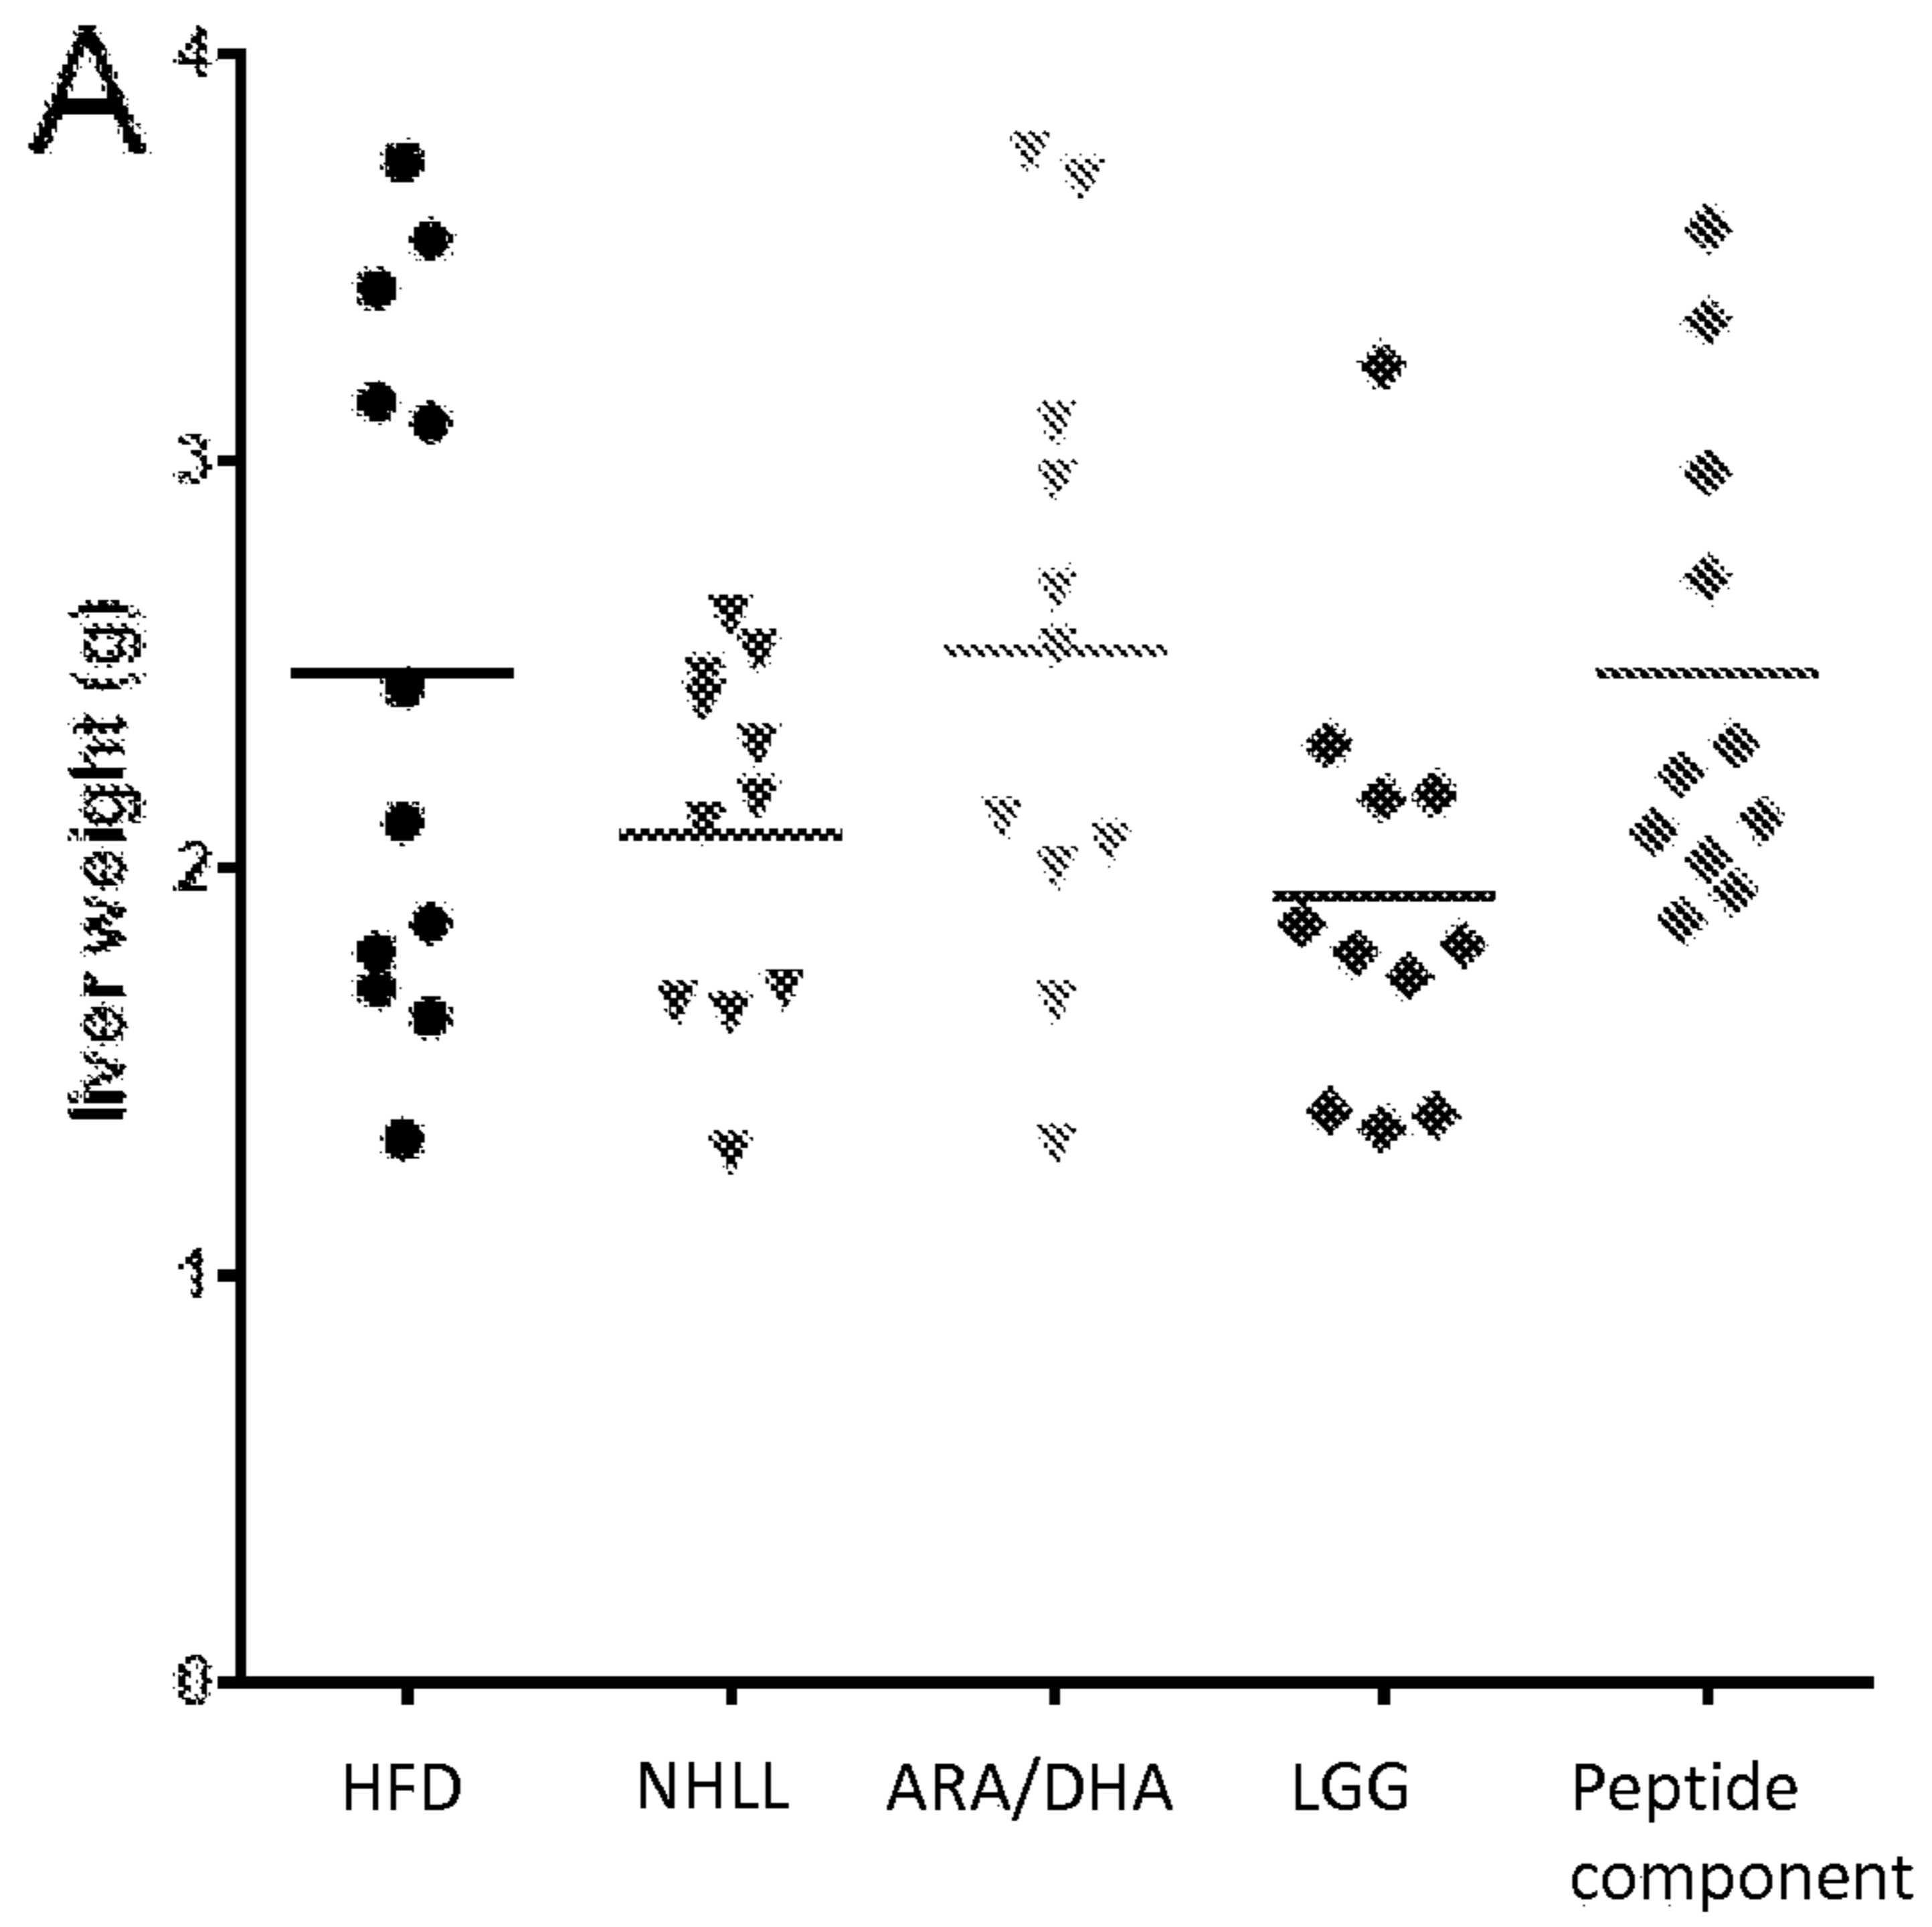 A
4
3
2
1
0
liver weight (g)
HFD
NHLL
ARA/DHA
LGG
Peptide
component